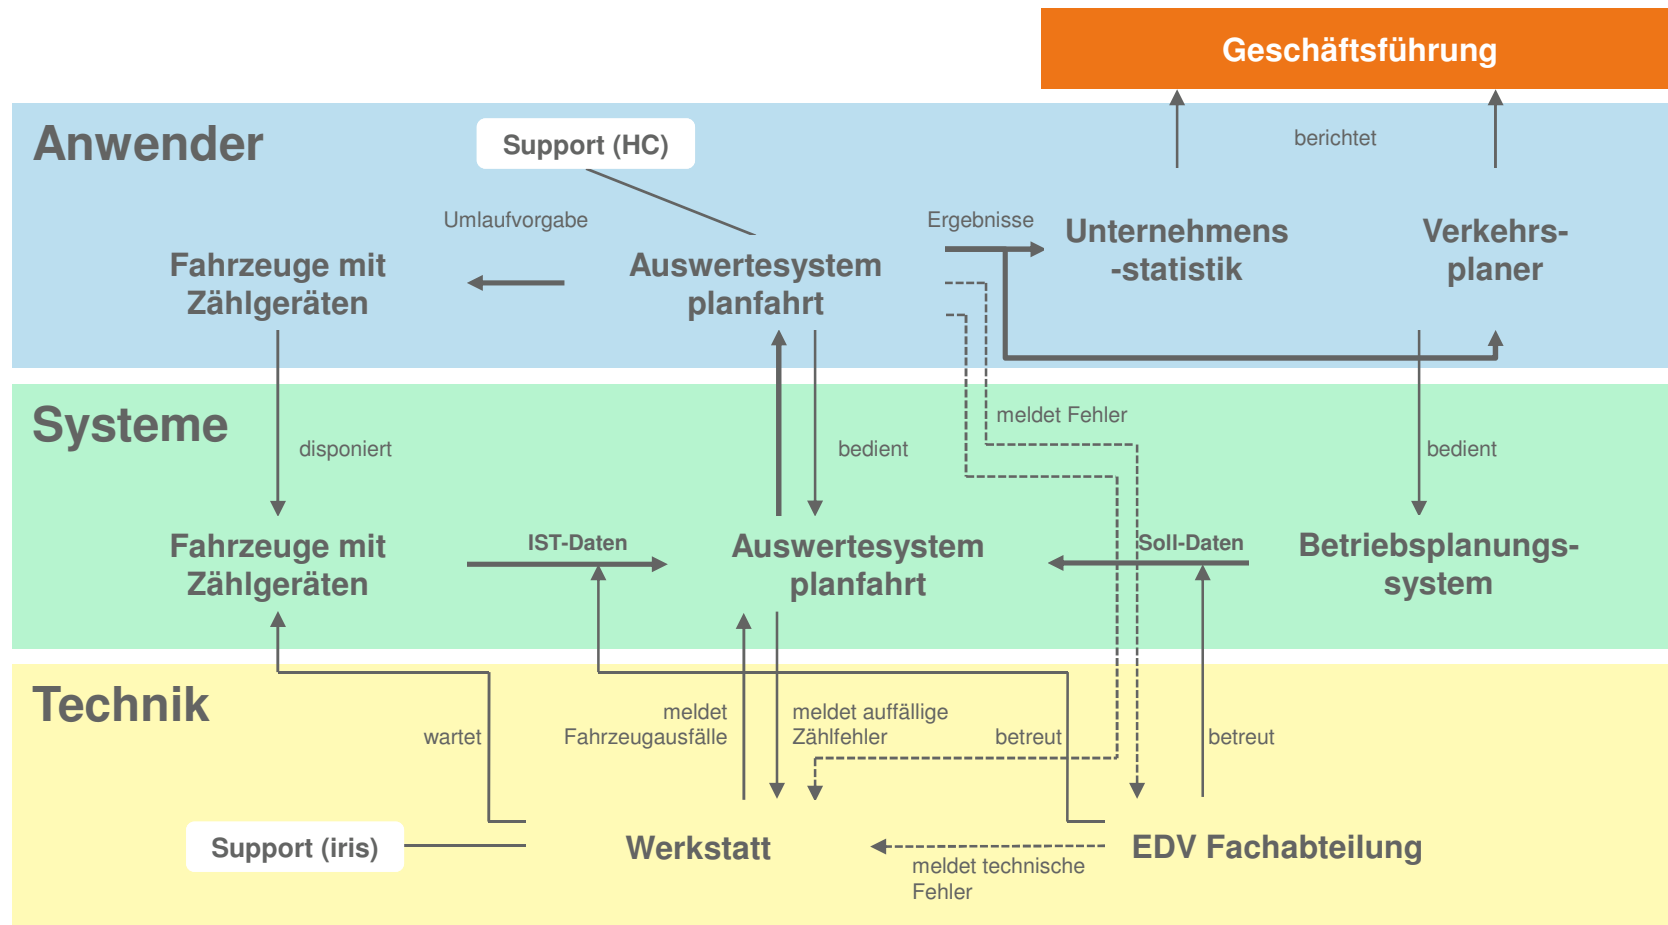 Geschäftsführung
Anwender
Support (HC)
berichtet
Umlaufvorgabe
Ergebnisse
Fahrzeuge mit
Zählgeräten
Auswertesystem
planfahrt
Unternehmens
-statistik
Verkehrs-
planer
Systeme
meldet Fehler
disponiert
bedient
bedient
Fahrzeuge mit
Zählgeräten
IST-Daten
Auswertesystem
planfahrt
Soll-Daten
Betriebsplanungs-
system
Technik
wartet
meldet
Fahrzeugausfälle
meldet auffällige
Zählfehler
betreut
betreut
Support (iris)
Werkstatt
meldet technische
Fehler
EDV Fachabteilung